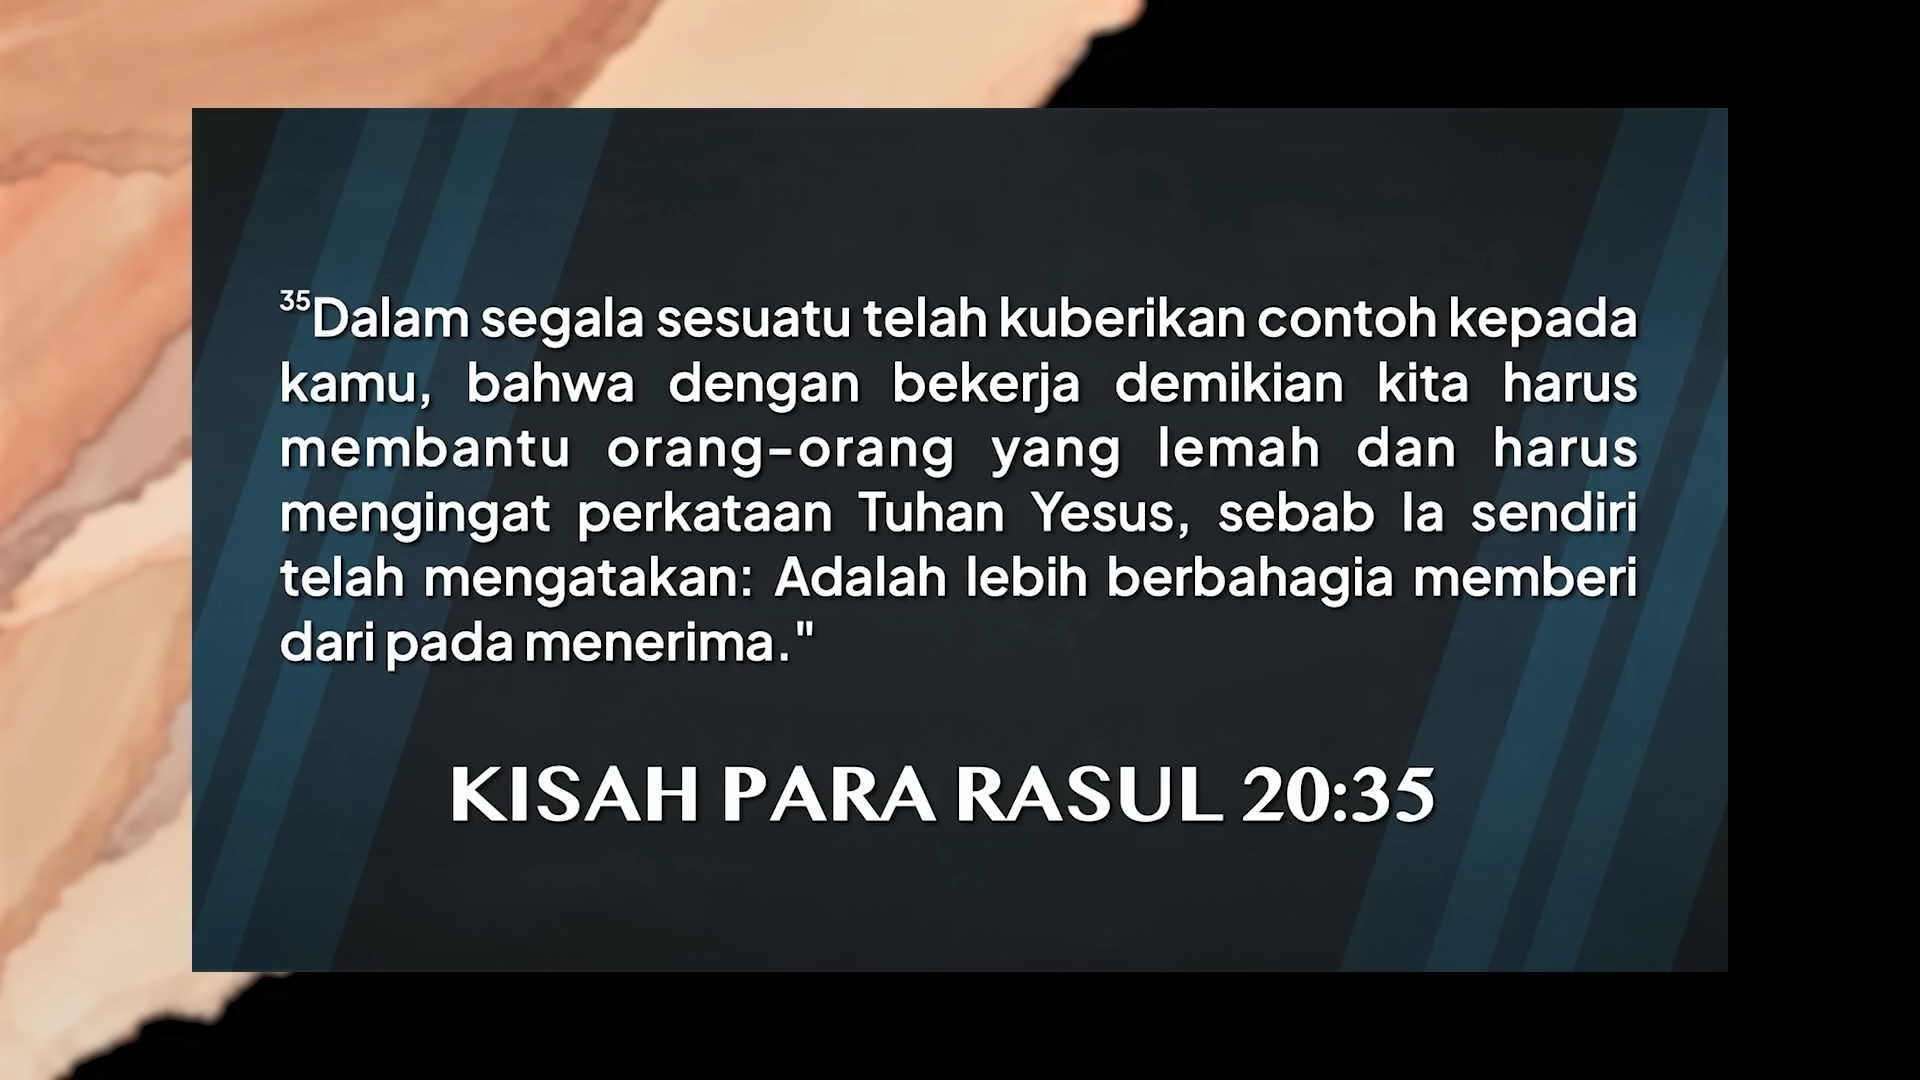 ³⁵Dalam segala sesuatu telah kuberikan contoh kepada
kamu, bahwa dengan bekerja demikian kita harus
membantu orang-orang yang lemah dan harus
mengingat perkataan Tuhan Yesus, sebab Ia sendiri
telah mengatakan: Adalah lebih berbahagia memberi
dari pada menerima."
KISAH PARA RASUL 20:35